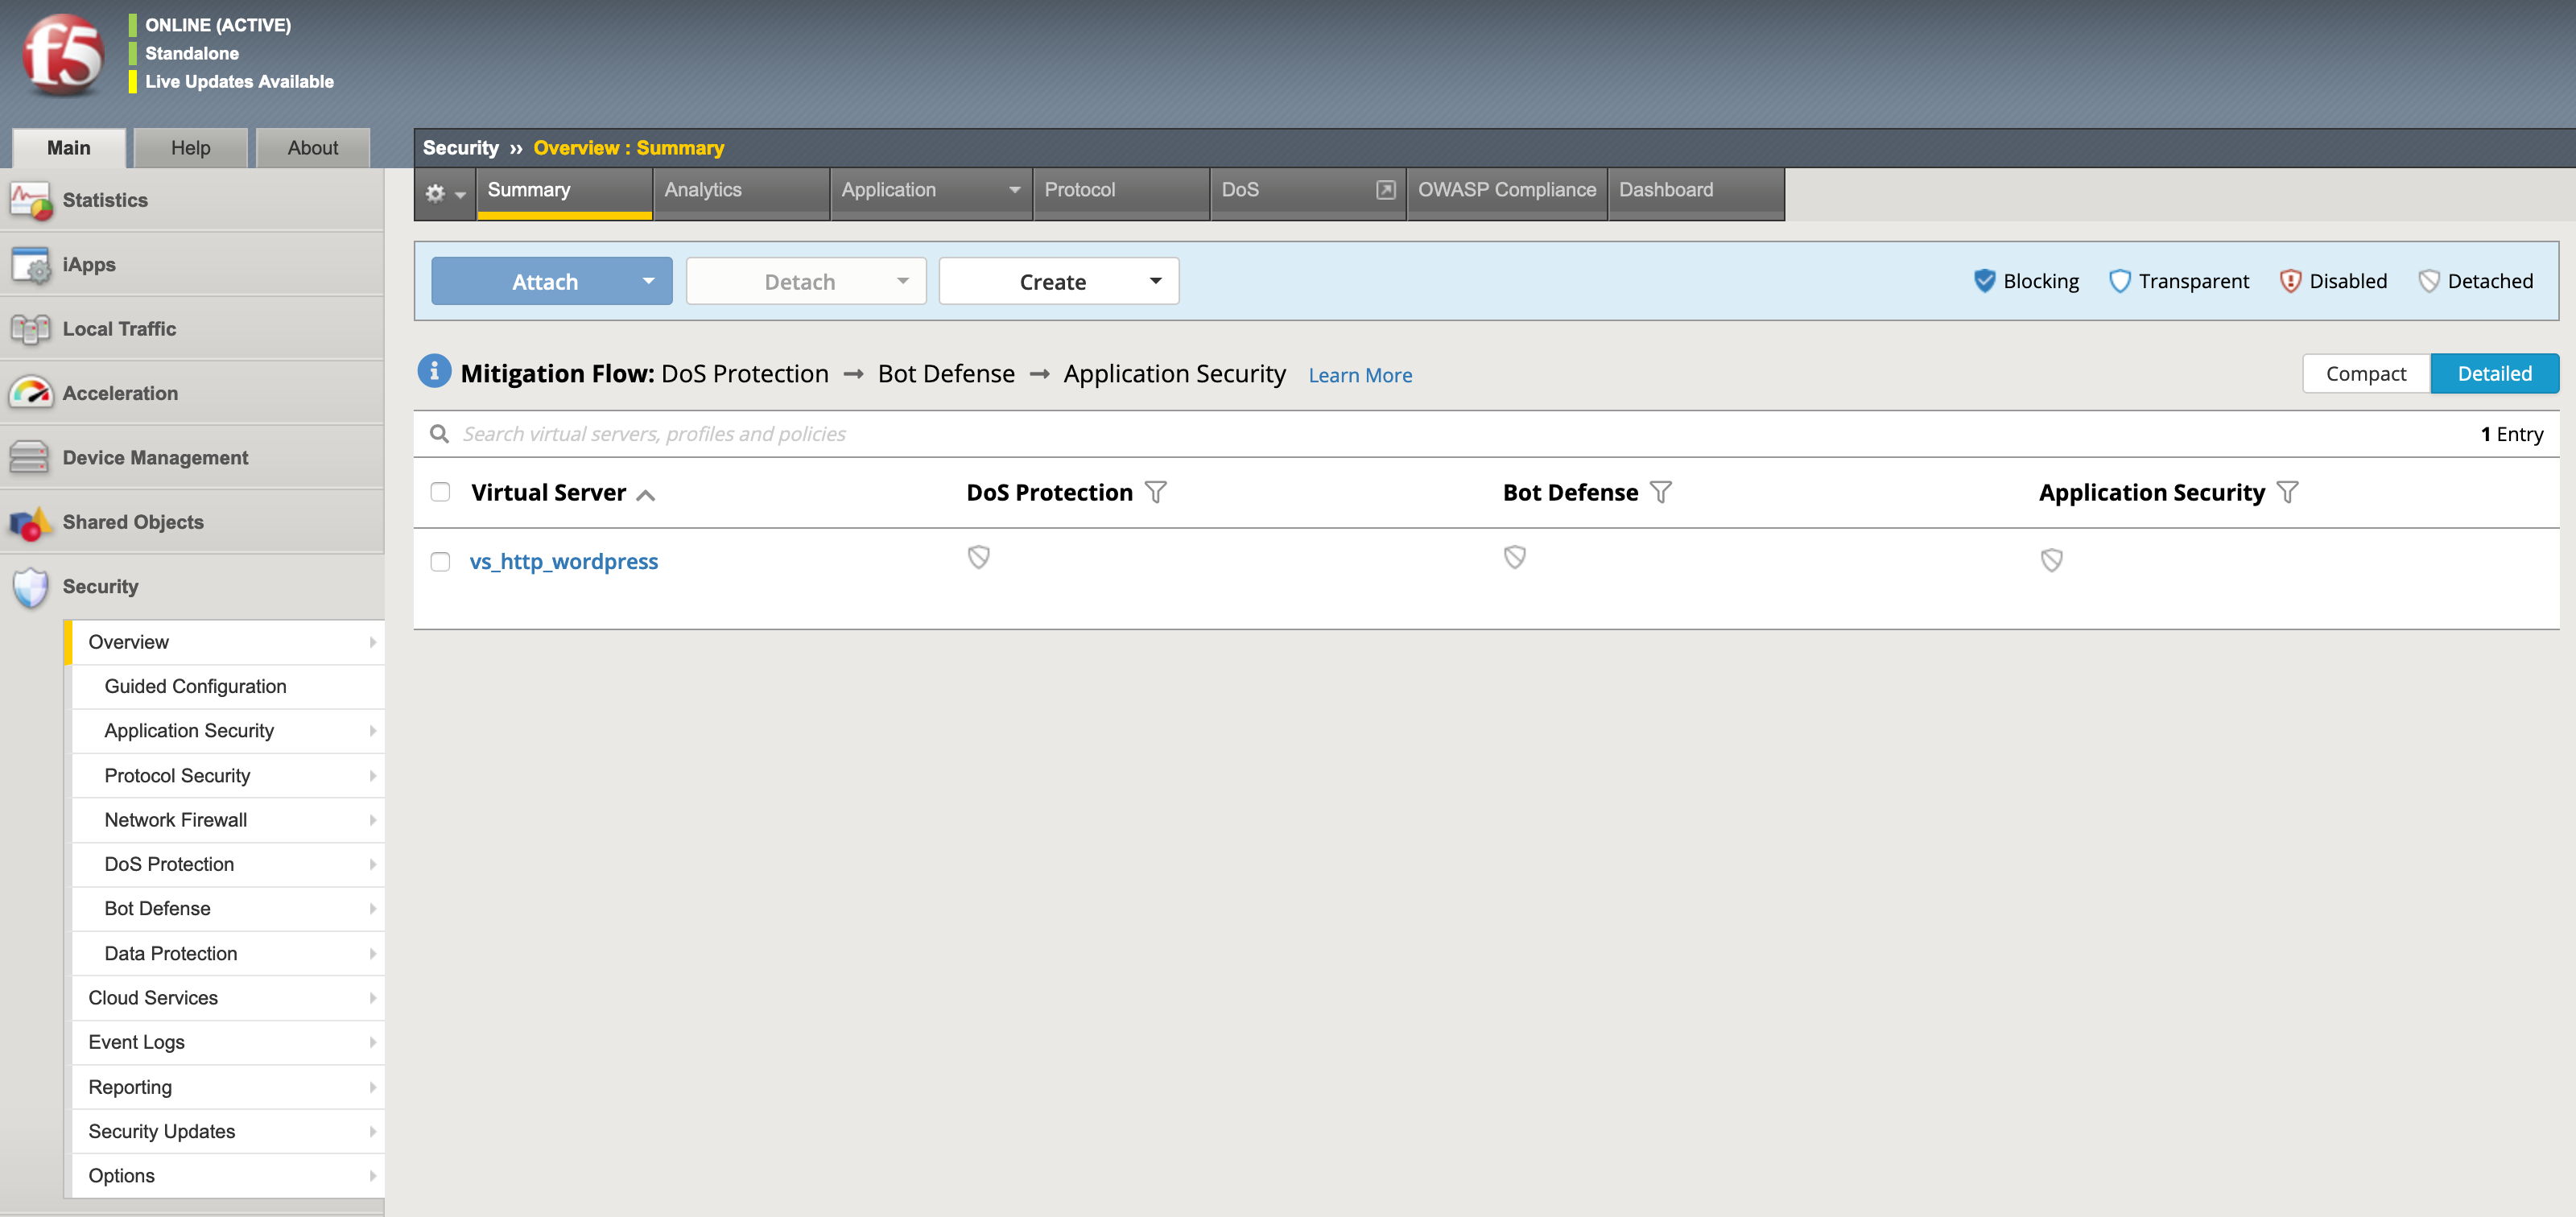 f5
ONLINE (ACTIVE)
Standalone
Live Updates Available
Main
Help
About
Security ›› Overview : Summary
Summary
Analytics
Application
Protocol
DoS
OWASP Compliance
Dashboard
Statistics
iApps
Local Traffic
Acceleration
Device Management
Shared Objects
Security
Overview
Guided Configuration
Application Security
Protocol Security
Network Firewall
DoS Protection
Bot Defense
Data Protection
Cloud Services
Event Logs
Reporting
Security Updates
Options
Attach
Detach
Create
Blocking
Transparent
Disabled
Detached
Mitigation Flow: DoS Protection → Bot Defense → Application Security Learn More
Compact
Detailed
Search virtual servers, profiles and policies
1 Entry
Virtual Server
DoS Protection
Bot Defense
Application Security
vs_http_wordpress